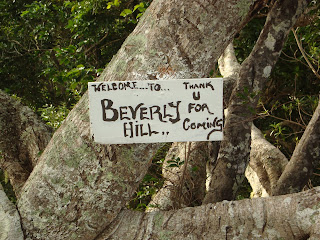 WELCOME...TO... THANK
U
BEVERLY FOR
HILL,, COMING